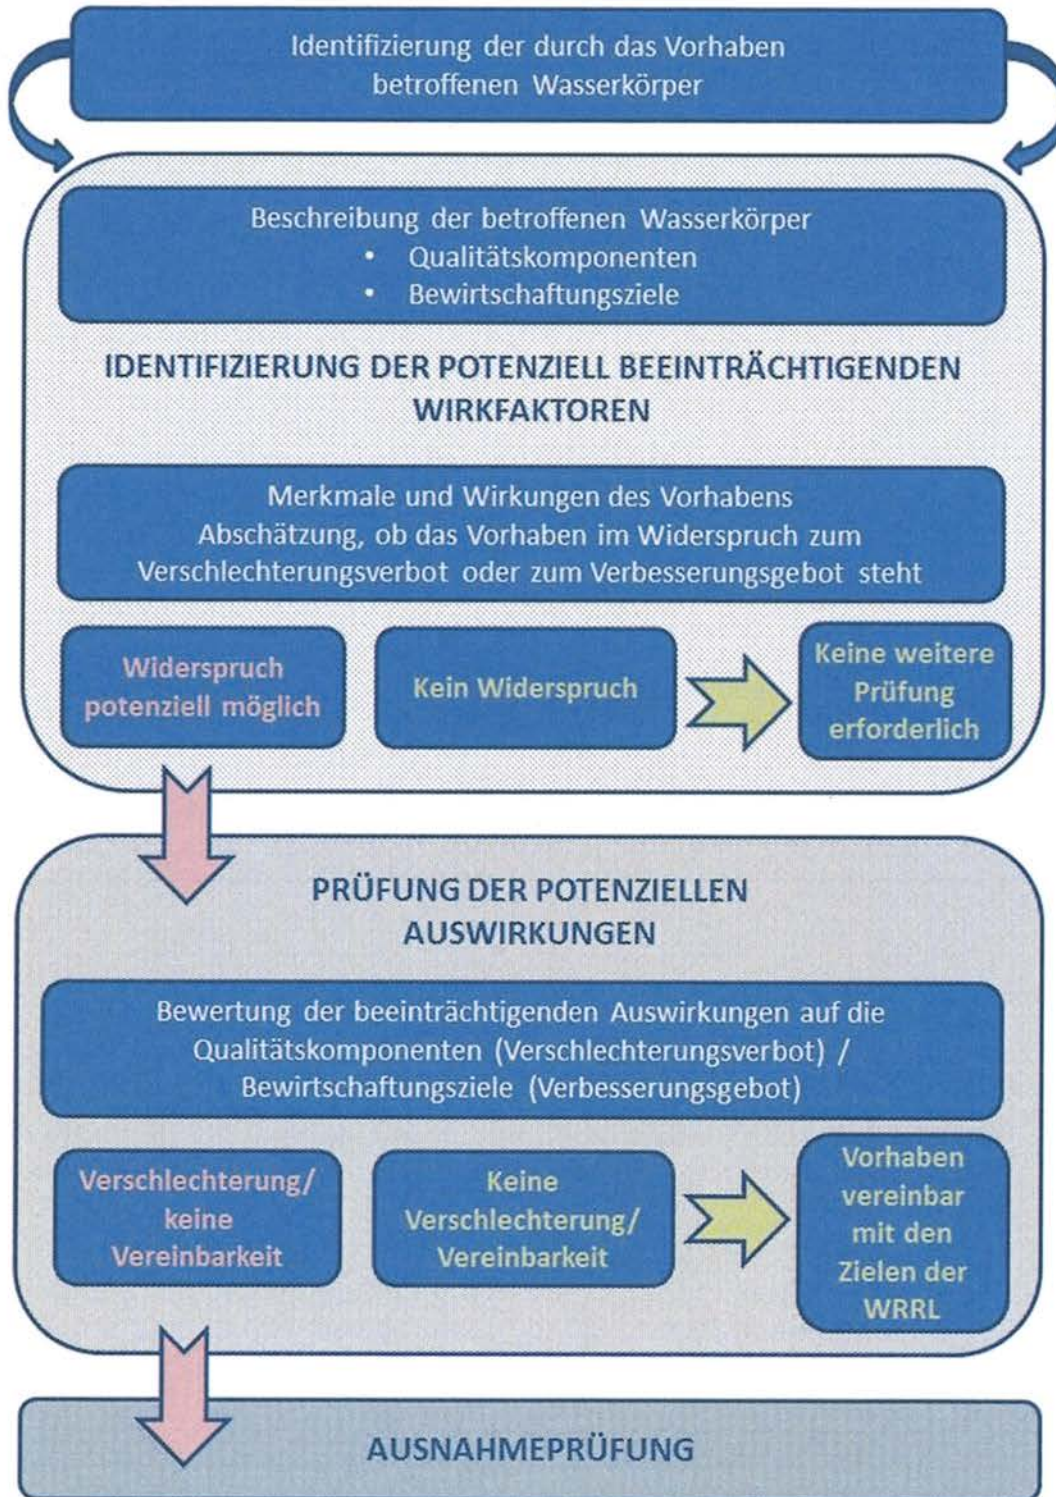 Identifizierung der durch das Vorhaben
betroffenen Wasserkörper
Beschreibung der betroffenen Wasserkörper
• Qualitätskomponenten
• Bewirtschaftungsziele
IDENTIFIZIERUNG DER POTENZIELL BEEINTRÄCHTIGENDEN
WIRKFAKTOREN
Merkmale und Wirkungen des Vorhabens
Abschätzung, ob das Vorhaben im Widerspruch zum
Verschlechterungsverbot oder zum Verbesserungsgebot steht
Widerspruch
potenziell möglich
Kein Widerspruch
Keine weitere
Prüfung
erforderlich
PRÜFUNG DER POTENZIELLEN
AUSWIRKUNGEN
Bewertung der beeinträchtigenden Auswirkungen auf die
Qualitätskomponenten (Verschlechterungsverbot) /
Bewirtschaftungsziele (Verbesserungsgebot)
Verschlechterung/
keine
Vereinbarkeit
Keine
Verschlechterung/
Vereinbarkeit
Vorhaben
vereinbar
mit den
Zielen der
WRRL
AUSNAHMEPRÜFUNG